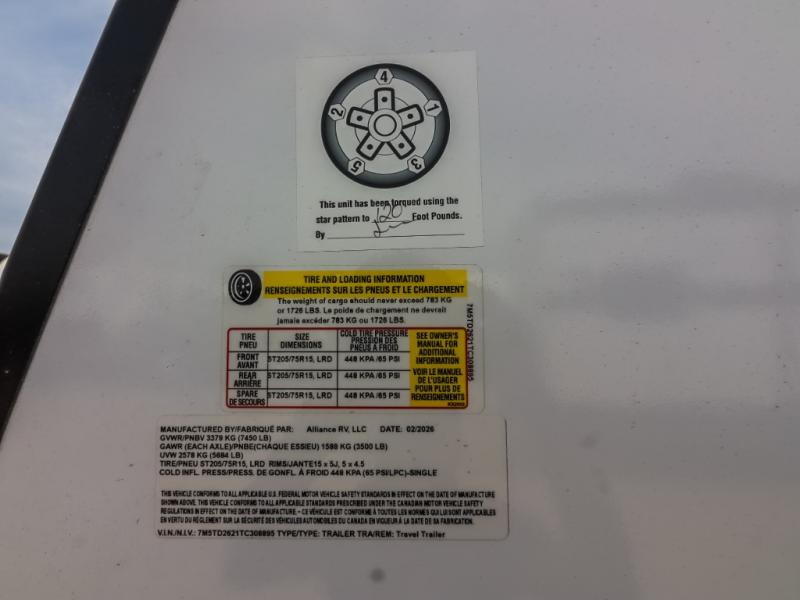 4
2
1
5
3
This unit has been torqued using the
star pattern to 120 Foot Pounds.
By
TIRE AND LOADING INFORMATION
RENSEIGNEMENTS SUR LES PNEUS ET LE CHARGEMENT
The weight of cargo should never exceed 783 KG
or 1726 LBS. Le poids de chargement ne devrait
jamais excéder 783 KG ou 1726 LBS.
TIRE PNEU SIZE DIMENSIONS COLD TIRE PRESSURE PRESSION DES PNEUS A FROID
FRONT AVANT ST205/75R15, LRD 448 KPA /65 PSI
REAR ARRIÈRE ST205/75R15, LRD 448 KPA /65 PSI
SPARE DE SECOURS ST205/75R15, LRD 448 KPA /65 PSI
SEE OWNER'S
MANUAL FOR
ADDITIONAL
INFORMATION
VOIR LE MANUEL
DE L'USAGER
POUR PLUS DE
RENSEIGNEMENTS
7M5TD2621TC308895
MANUFACTURED BY/FABRIQUÉ PAR: Alliance RV, LLC DATE: 02/2026
GVWR/PNBV 3379 KG (7450 LB)
GAWR (EACH AXLE)/PNBE(CHAQUE ESSIEU) 1588 KG (3500 LB)
UVW 2578 KG (5684 LB)
TIRE/PNEU ST205/75R15, LRD RIMS/JANTE15 x 5J, 5 x 4.5
COLD INFL. PRESS/PRESS. DE GONFL. À FROID 448 KPA (65 PSI/LPC)-SINGLE
THIS VEHICLE CONFORMS TO ALL APPLICABLE U.S. FEDERAL MOTOR VEHICLE SAFETY STANDARDS IN EFFECT ON THE DATE OF MANUFACTURE
SHOWN ABOVE. THIS VEHICLE CONFORMS TO ALL APPLICABLE STANDARDS PRESCRIBED UNDER THE CANADIAN MOTOR VEHICLE SAFETY
REGULATIONS IN EFFECT ON THE DATE OF MANUFACTURE. - CE VÉHICULE EST CONFORME À TOUTES LES NORMES QUI LUI SONT APPLICABLES
EN VERTU DU RÈGLEMENT SUR LA SÉCURITÉ DES VÉHICULES AUTOMOBILES DU CANADA EN VIGUEUR À LA DATE DE SA FABRICATION.
V.I.N./N.I.V.: 7M5TD2621TC308895 TYPE/TYPE: TRAILER TRA/REM: Travel Trailer